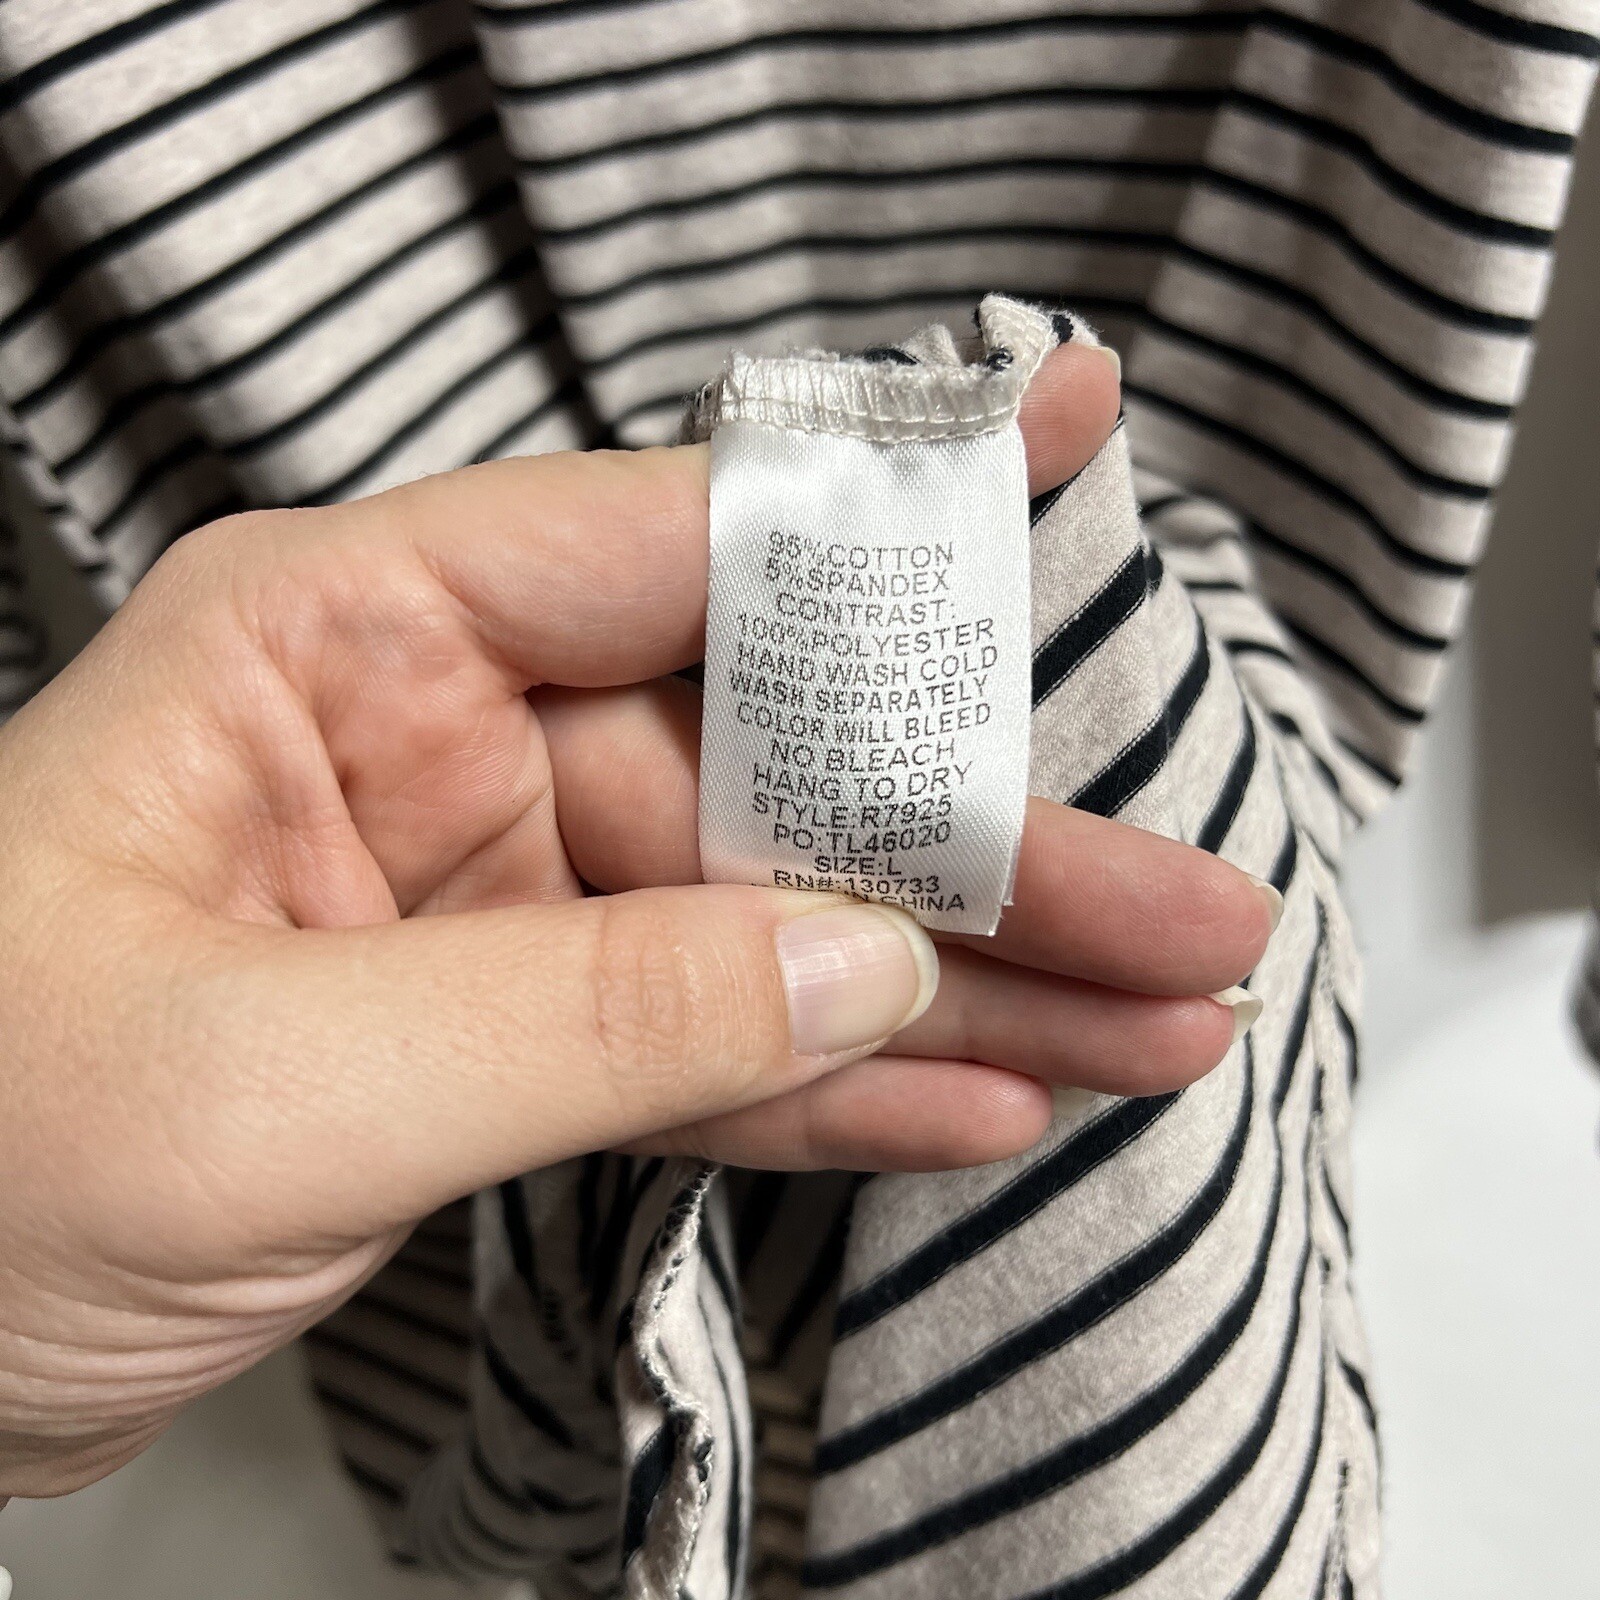 95%COTTON
5%SPANDEX
CONTRAST:
100%POLYESTER
HAND WASH COLD
WASH SEPARATELY
COLOR WILL BLEED
NO BLEACH
HANG TO DRY
STYLE:R7925
PO:TL46020
SIZE:L
RN#:130733
IN CHINA